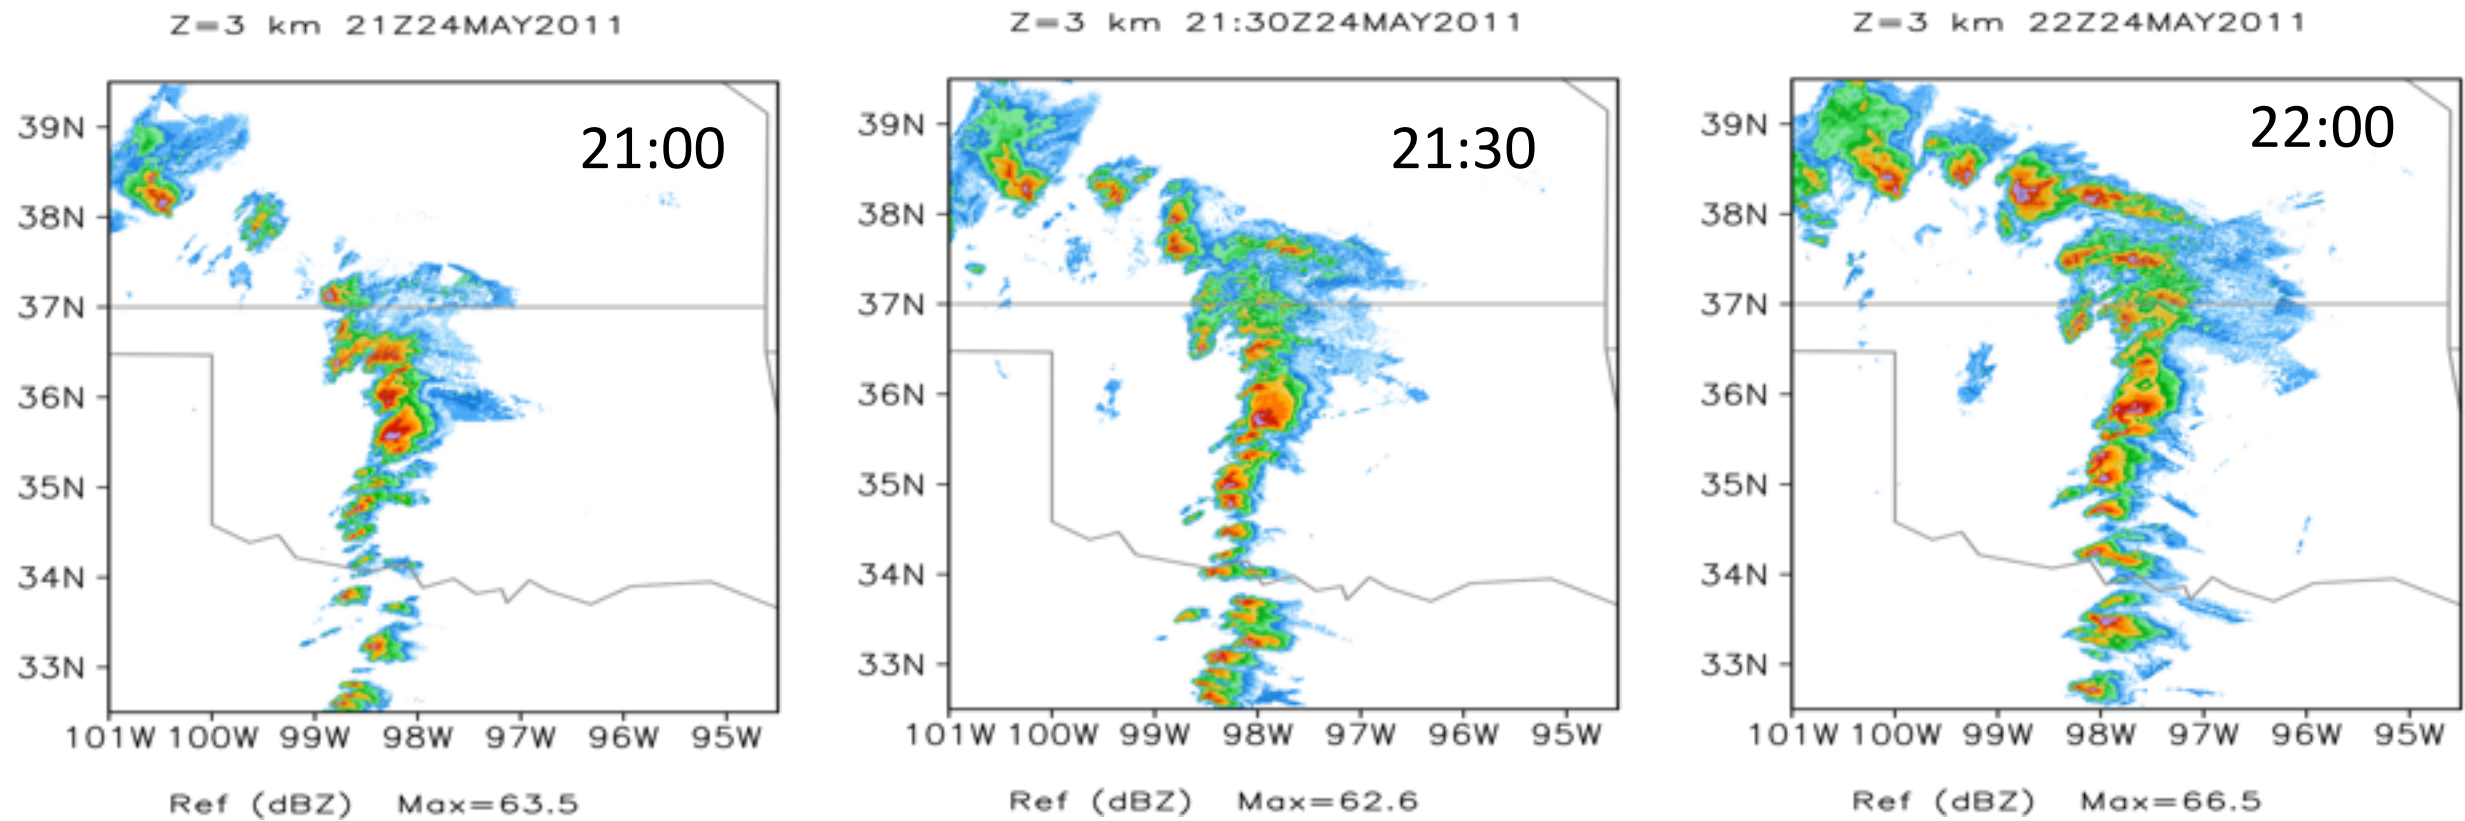 Z=3 km 21Z24MAY2011
21:00
39N
38N
37N
36N
35N
34N
33N
101W 100W 99W 98W 97W 96W 95W
Ref (dBZ) Max=63.5
Z=3 km 21:30Z24MAY2011
21:30
39N
38N
37N
36N
35N
34N
33N
101W 100W 99W 98W 97W 96W 95W
Ref (dBZ) Max=62.6
Z=3 km 22Z24MAY2011
22:00
39N
38N
37N
36N
35N
34N
33N
101W 100W 99W 98W 97W 96W 95W
Ref (dBZ) Max=66.5